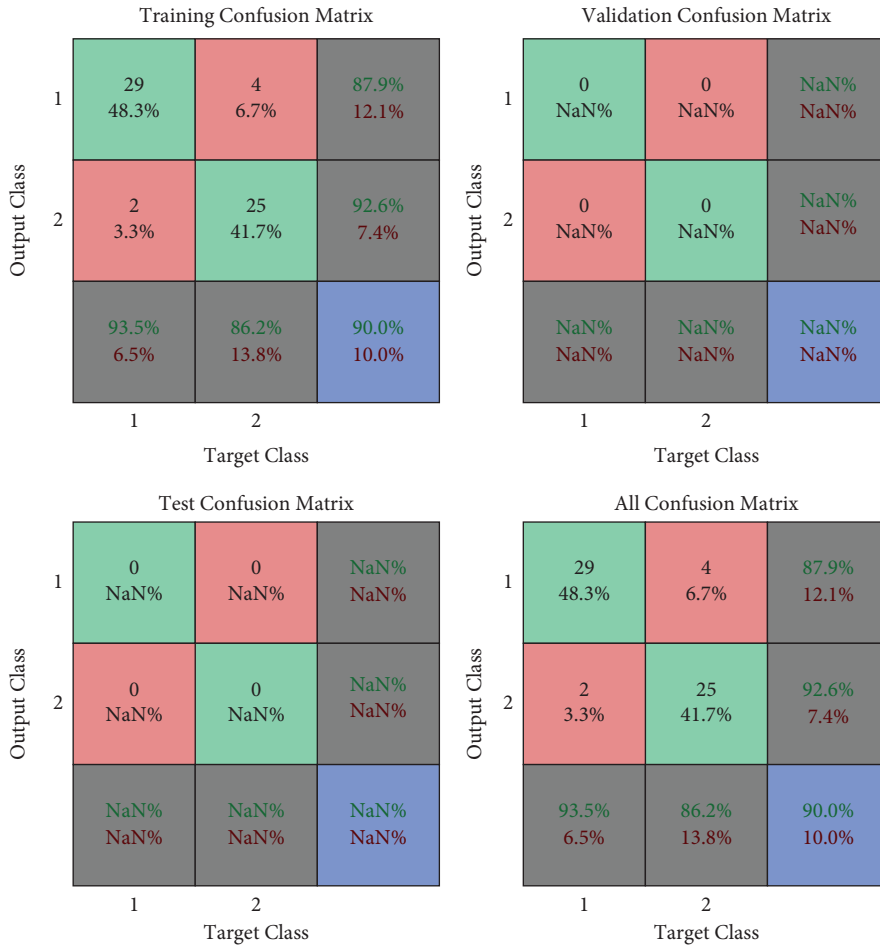 Training Confusion Matrix
Output Class
1
29
48.3%
4
6.7%
87.9%
12.1%
2
2
3.3%
25
41.7%
92.6%
7.4%
93.5%
6.5%
86.2%
13.8%
90.0%
10.0%
1
2
Target Class
Validation Confusion Matrix
Output Class
1
0
NaN%
0
NaN%
NaN%
NaN%
2
0
NaN%
0
NaN%
NaN%
NaN%
NaN%
NaN%
NaN%
NaN%
NaN%
NaN%
1
2
Target Class
Test Confusion Matrix
Output Class
1
0
NaN%
0
NaN%
NaN%
NaN%
2
0
NaN%
0
NaN%
NaN%
NaN%
NaN%
NaN%
NaN%
NaN%
NaN%
NaN%
1
2
Target Class
All Confusion Matrix
Output Class
1
29
48.3%
4
6.7%
87.9%
12.1%
2
2
3.3%
25
41.7%
92.6%
7.4%
93.5%
6.5%
86.2%
13.8%
90.0%
10.0%
1
2
Target Class